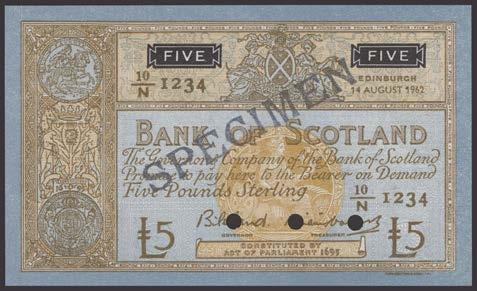 FIVE FIVE
10/N 1234
EDINBURGH
14 AUGUST 1962
SPECIMEN
BANK OF SCOTLAND
The Governor & Company of the Bank of Scotland
Promise to pay here to the Bearer on Demand
Five Pounds Sterling
10/N 1234
£5 £5
GOVERNOR TREASURER
CONSTITUTED BY
ACT OF PARLIAMENT 1695